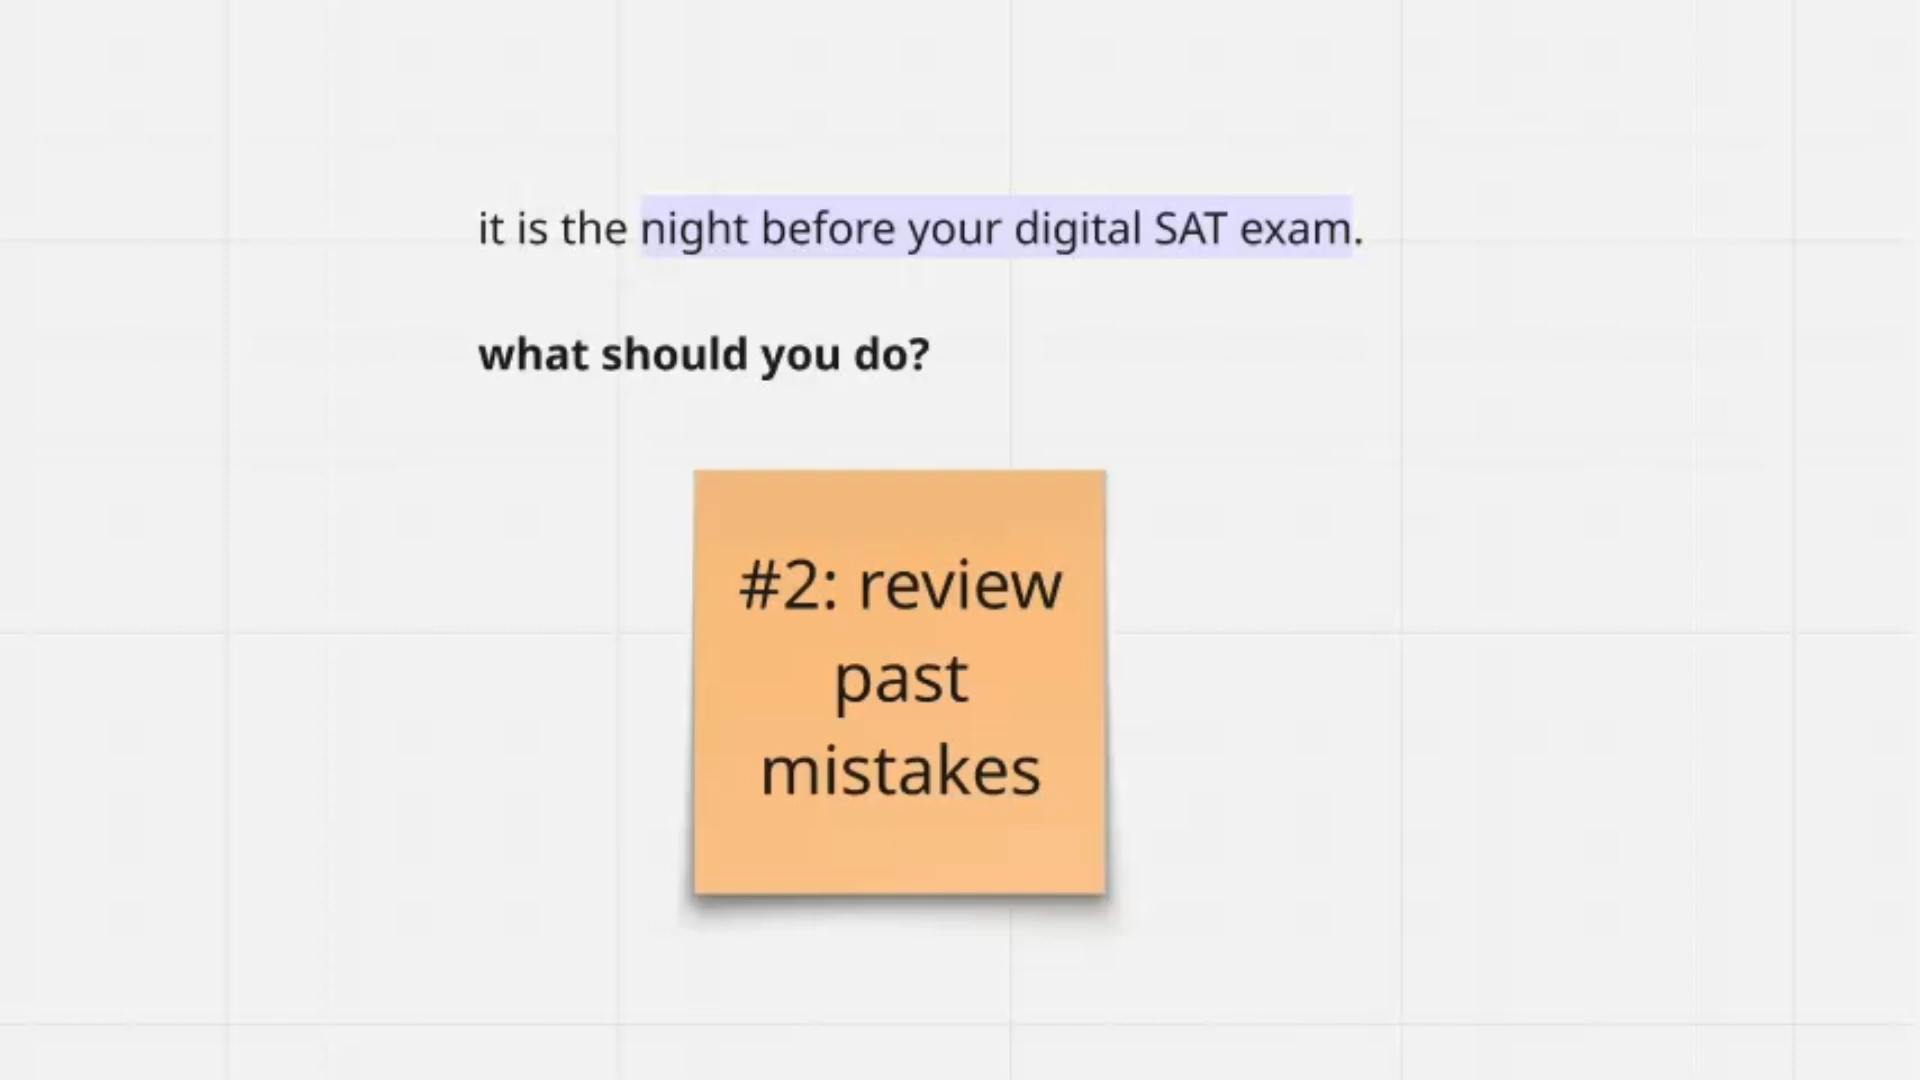 it is the night before your digital SAT exam.
what should you do?
#2: review
past
mistakes